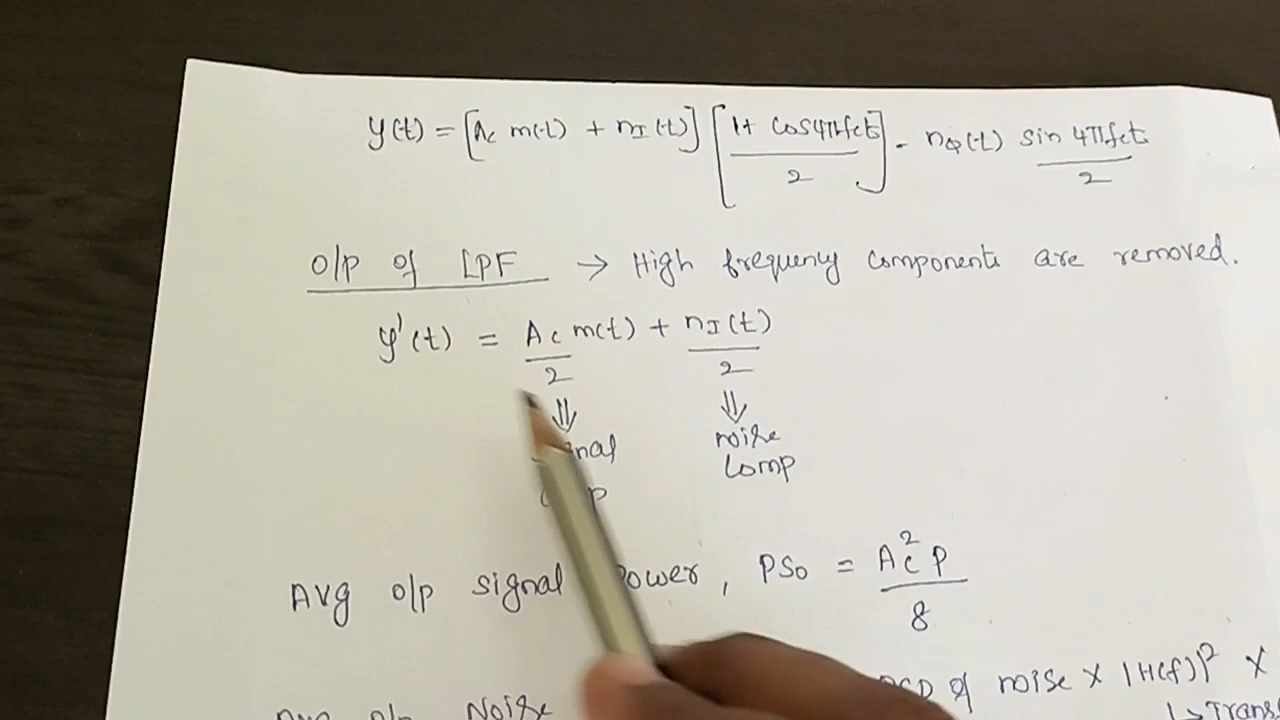 y(t) = [Ac m(t) + nI(t)] [1+ cos4πfct / 2] - nQ(t) sin 4πfct / 2
o/p of LPF → High frequency components are removed.
y'(t) = Ac/2 m(t) + nI(t)/2
⇓ ⇓
noise
comp
Avg o/p signal power, PSo = Ac² P / 8
noise x |H(f)|² x
Noise